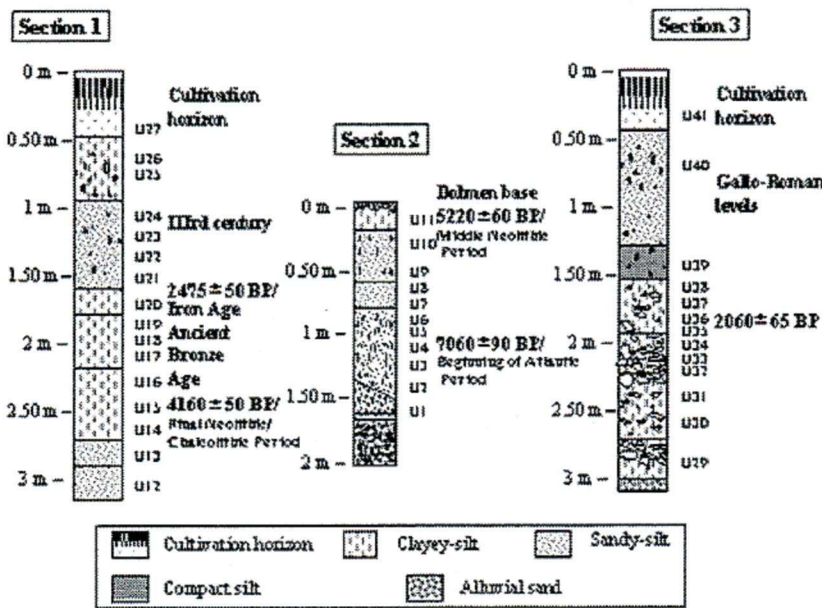 Section 1
0 m
0.50 m
1 m
1.50 m
2 m
2.50 m
3 m
U27
U26
U25
U24
U23
U22
U21
U20
U19
U18
U17
U16
U15
U14
U13
U12
Cultivation
horizon
IIIrd century
2475±50 BP/
Iron Age
Ancient
Bronze
Age
4160±50 BP/
Final Neolithic/
Chalcolithic Period
Section 2
0 m
0.50 m
1 m
1.50 m
2 m
U11
U10
U9
U8
U7
U6
U5
U4
U3
U2
U1
Dolmen base
5220±60 BP/
Middle Neolithic
Period
7060±90 BP/
Beginning of Atlantic
Period
Section 3
0 m
0.50 m
1 m
1.50 m
2 m
2.50 m
3 m
U41
U40
U39
U38
U37
U36
U35
U34
U33
U32
U31
U30
U29
Cultivation
horizon
Gallo-Roman
levels
2060±65 BP
Cultivation horizon
Clayey-silt
Sandy-silt
Compact silt
Alluvial sand